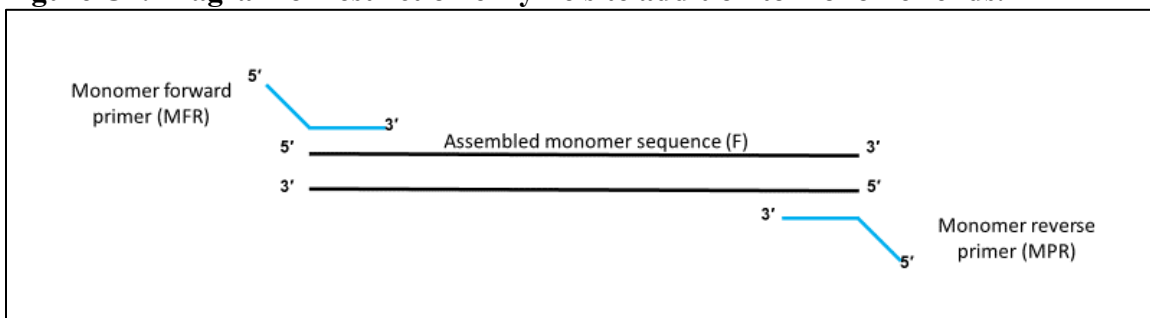 5′
Monomer forward
primer (MFR)
3′
5′
Assembled monomer sequence (F)
3′
3′
5′
3′
Monomer reverse
primer (MPR)
5′